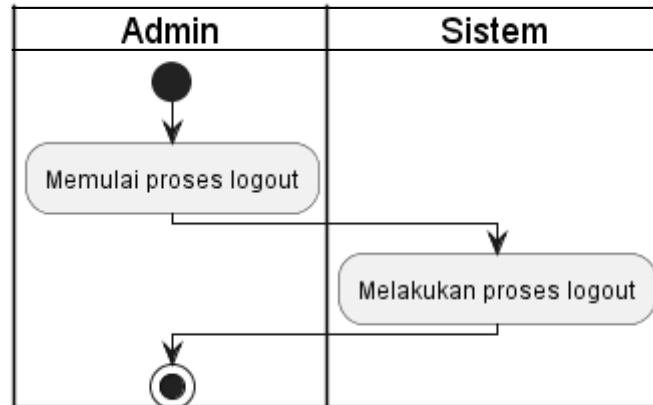 Admin
Sistem
Memulai proses logout
Melakukan proses logout